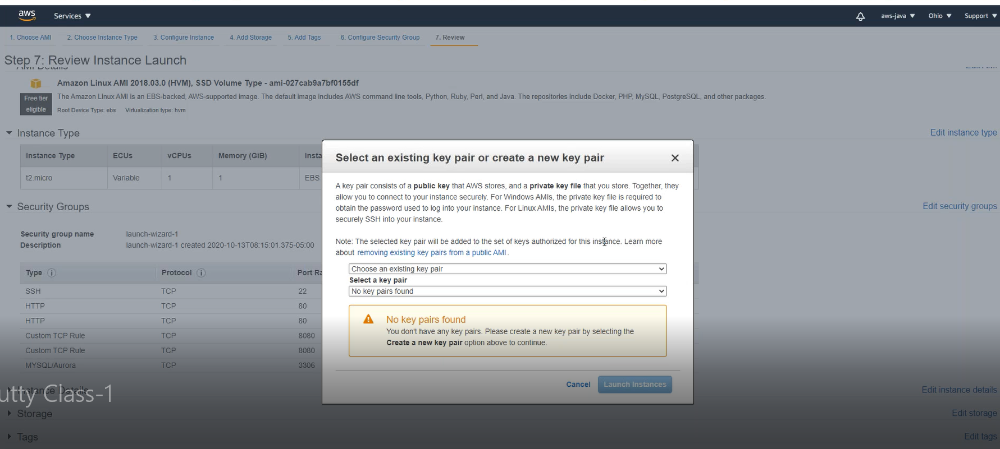 aws Services aws-java Ohio Support
1. Choose AMI 2. Choose Instance Type 3. Configure Instance 4. Add Storage 5. Add Tags 6. Configure Security Group 7. Review
Step 7: Review Instance Launch
AMI Details Edit AMI
Amazon Linux AMI 2018.03.0 (HVM), SSD Volume Type - ami-027cab9a7bf0155df
Free tier eligible
The Amazon Linux AMI is an EBS-backed, AWS-supported image. The default image includes AWS command line tools, Python, Ruby, Perl, and Java. The repositories include Docker, PHP, MySQL, PostgreSQL, and other packages.
Root Device Type: ebs Virtualization type: hvm
Instance Type Edit instance type
Instance Type ECUs vCPUs Memory (GiB) Insta
t2.micro Variable 1 1 EBS
Security Groups Edit security groups
Security group name launch-wizard-1
Description launch-wizard-1 created 2020-10-13T08:15:01.375-05:00
Type Protocol Port Ra
SSH TCP 22
HTTP TCP 80
HTTP TCP 80
Custom TCP Rule TCP 8080
Custom TCP Rule TCP 8080
MYSQL/Aurora TCP 3306
Instance Details Edit instance details
utty Class-1
Storage Edit storage
Tags Edit tags
Select an existing key pair or create a new key pair
A key pair consists of a public key that AWS stores, and a private key file that you store. Together, they
allow you to connect to your instance securely. For Windows AMIs, the private key file is required to
obtain the password used to log into your instance. For Linux AMIs, the private key file allows you to
securely SSH into your instance.
Note: The selected key pair will be added to the set of keys authorized for this instance. Learn more
about removing existing key pairs from a public AMI.
Choose an existing key pair
Select a key pair
No key pairs found
No key pairs found
You don't have any key pairs. Please create a new key pair by selecting the
Create a new key pair option above to continue.
Cancel Launch Instances